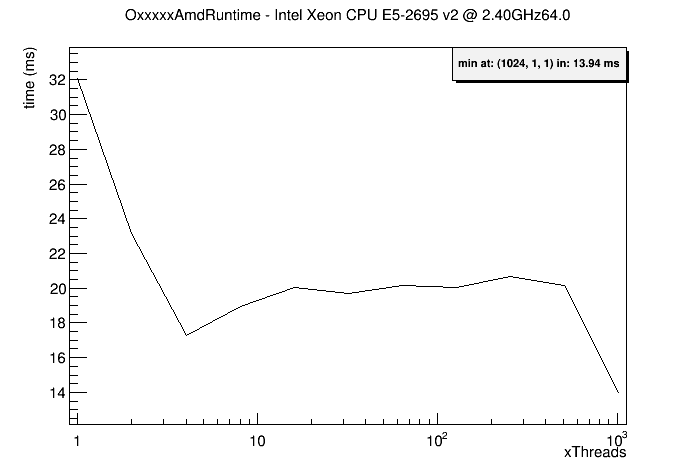 OxxxxxAmdRuntime - Intel Xeon CPU E5-2695 v2 @ 2.40GHz64.0
time (ms)
min at: (1024, 1, 1) in: 13.94 ms
32
30
28
26
24
22
20
18
16
14
1 10 10² 10³
xThreads